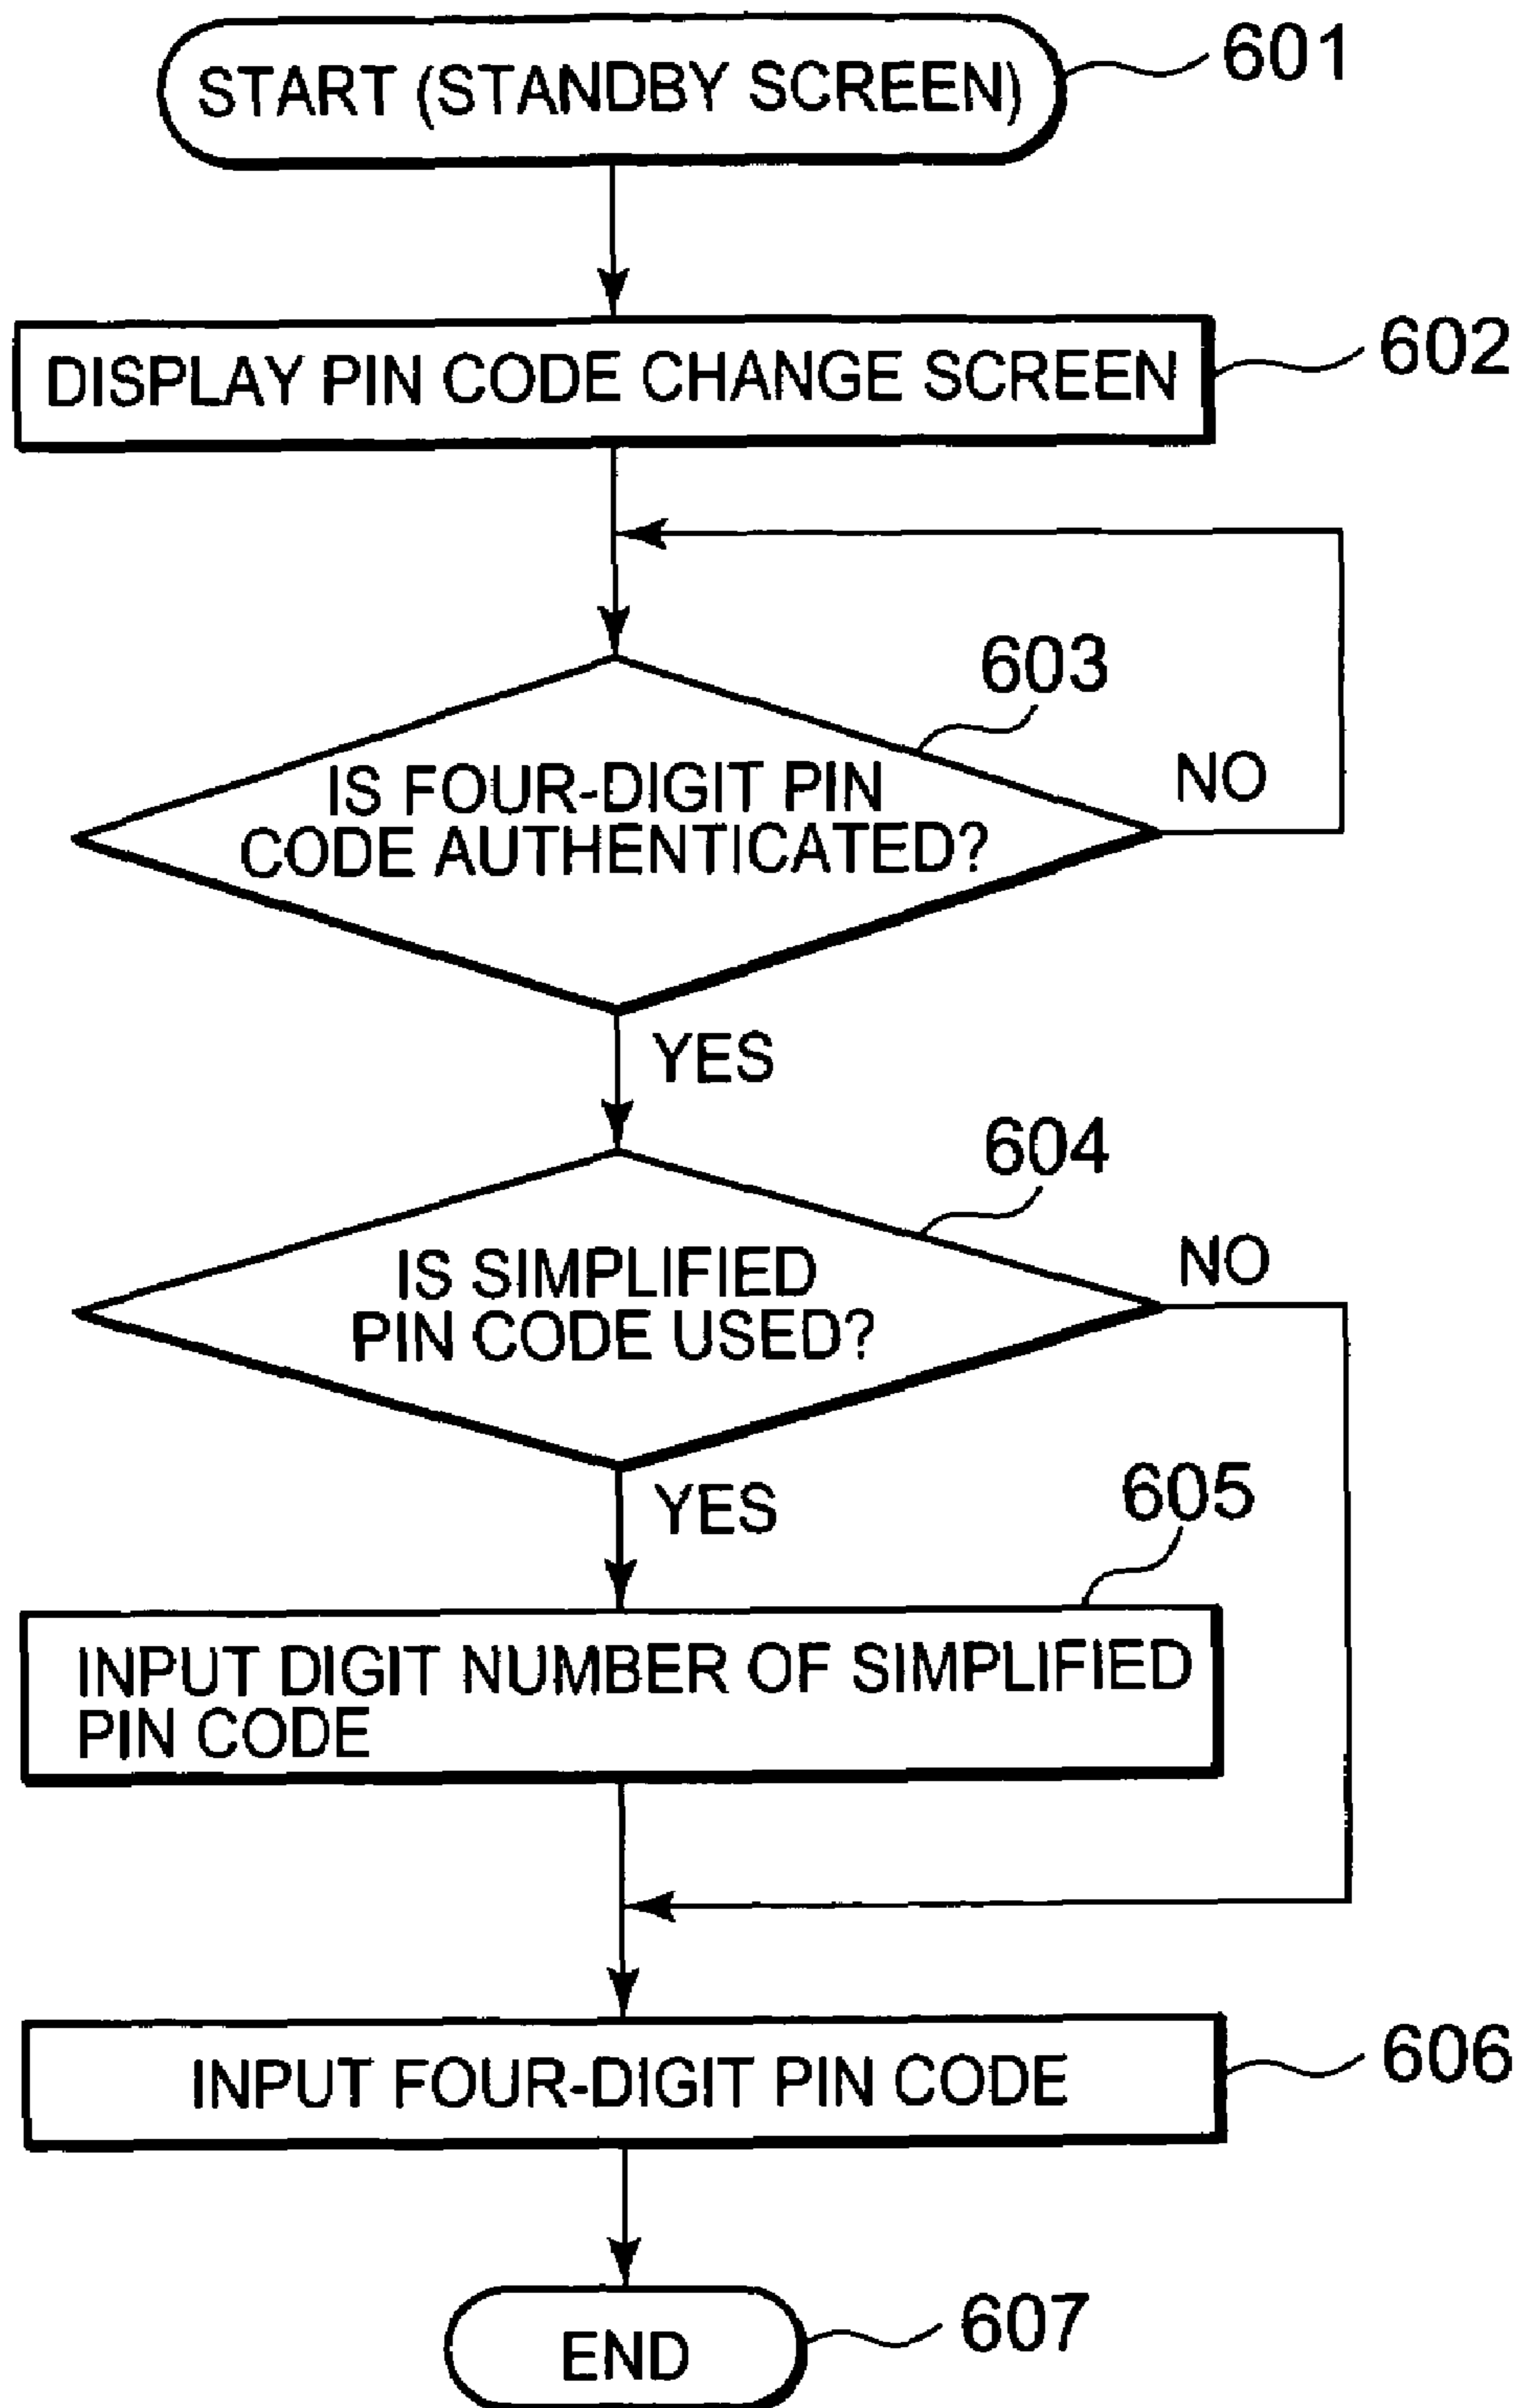 START (STANDBY SCREEN)
601
DISPLAY PIN CODE CHANGE SCREEN
602
603
IS FOUR-DIGIT PIN
CODE AUTHENTICATED?
NO
YES
604
IS SIMPLIFIED
PIN CODE USED?
NO
YES
605
INPUT DIGIT NUMBER OF SIMPLIFIED
PIN CODE
INPUT FOUR-DIGIT PIN CODE
606
END
607